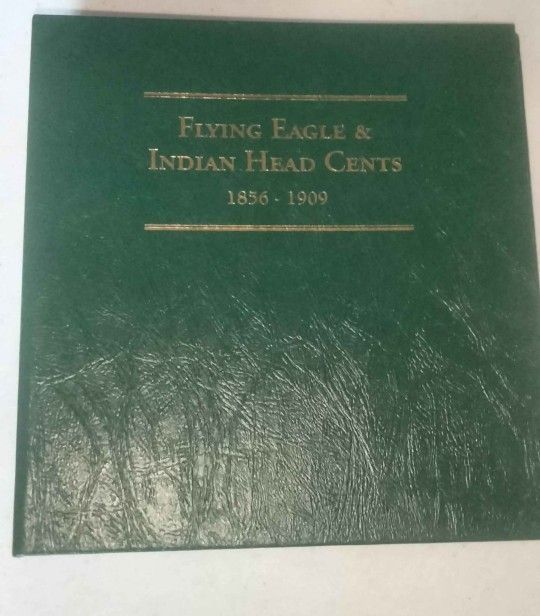 Flying Eagle &
Indian Head Cents
1856 - 1909